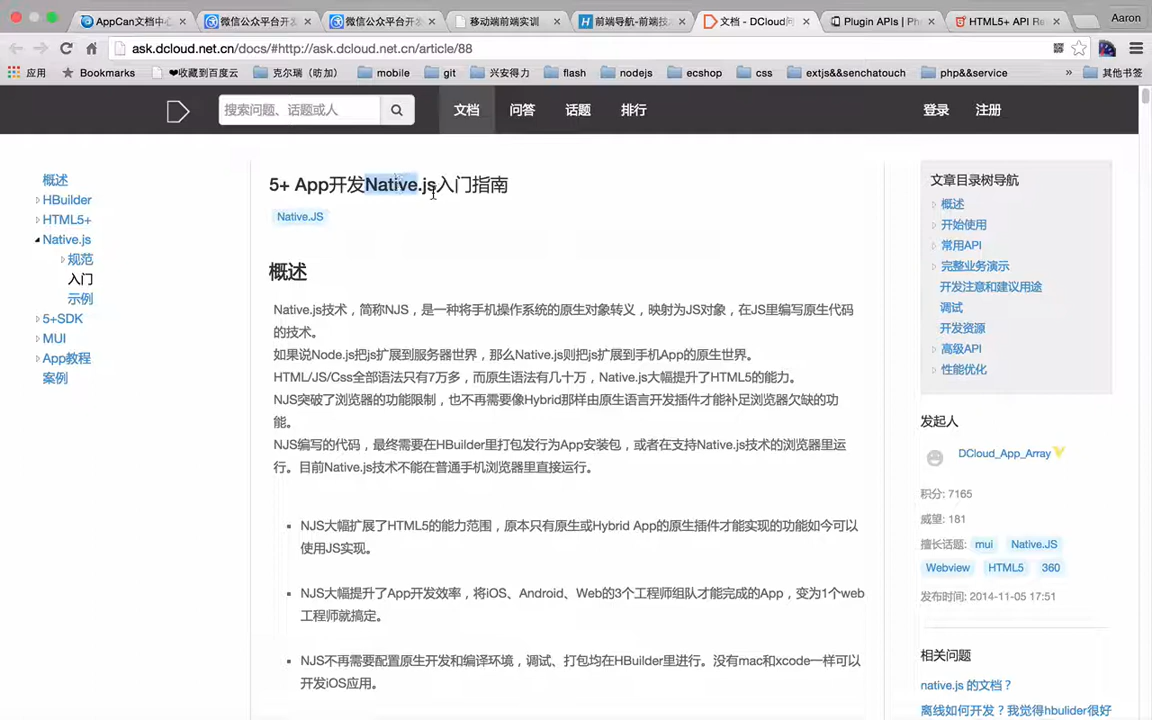 AppCan文档中心
微信公众平台开发
微信公众平台开发
移动端前端实训
前端导航-前端技
文档 - DCloud问
Plugin APIs | Ph
HTML5+ API Re
Aaron
ask.dcloud.net.cn/docs/#http://ask.dcloud.net.cn/article/88
应用
Bookmarks
❤收藏到百度云
克尔瑞（昉加）
mobile
git
兴安得力
flash
nodejs
ecshop
css
extjs&&senchatouch
php&&service
»
其他书签
搜索问题、话题或人
文档
问答
话题
排行
登录
注册
概述
HBuilder
HTML5+
Native.js
规范
入门
示例
5+SDK
MUI
App教程
案例
5+ App开发Native.js入门指南
Native.JS
概述
Native.js技术，简称NJS，是一种将手机操作系统的原生对象转义，映射为JS对象，在JS里编写原生代码
的技术。
如果说Node.js把js扩展到服务器世界，那么Native.js则把js扩展到手机App的原生世界。
HTML/JS/Css全部语法只有7万多，而原生语法有几十万，Native.js大幅提升了HTML5的能力。
NJS突破了浏览器的功能限制，也不再需要像Hybrid那样由原生语言开发插件才能补足浏览器欠缺的功
能。
NJS编写的代码，最终需要在HBuilder里打包发行为App安装包，或者在支持Native.js技术的浏览器里运
行。目前Native.js技术不能在普通手机浏览器里直接运行。
NJS大幅扩展了HTML5的能力范围，原本只有原生或Hybrid App的原生插件才能实现的功能如今可以
使用JS实现。
NJS大幅提升了App开发效率，将iOS、Android、Web的3个工程师组队才能完成的App，变为1个web
工程师就搞定。
NJS不再需要配置原生开发和编译环境，调试、打包均在HBuilder里进行。没有mac和xcode一样可以
开发iOS应用。
文章目录树导航
概述
开始使用
常用API
完整业务演示
开发注意和建议用途
调试
开发资源
高级API
性能优化
发起人
DCloud_App_Array
积分: 7165
威望: 181
擅长话题: mui Native.JS
Webview HTML5 360
发布时间: 2014-11-05 17:51
相关问题
native.js 的文档？
离线如何开发？我觉得hbulider很好